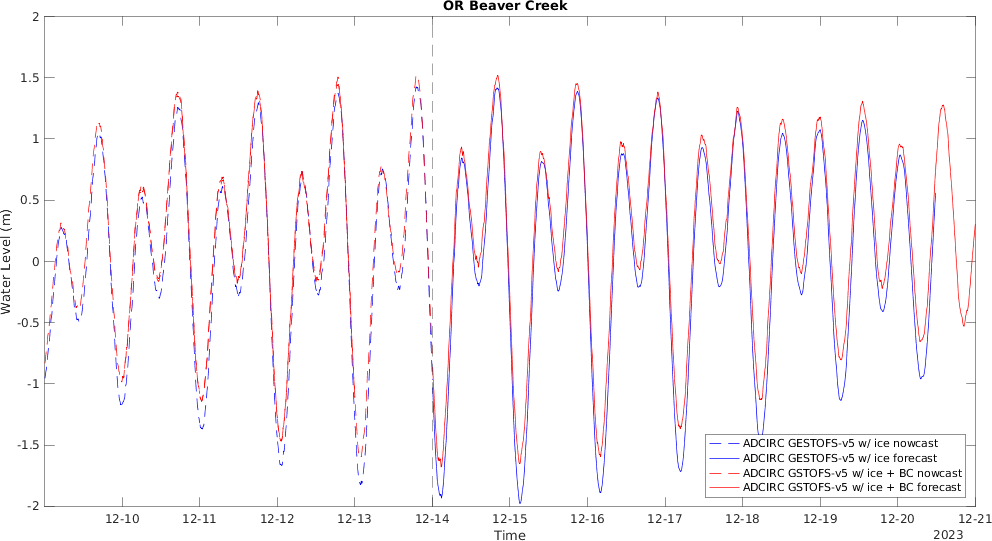 OR Beaver Creek
2
1.5
1
0.5
0
-0.5
-1
-1.5
-2
Water Level (m)
ADCIRC GESTOFS-v5 w/ ice nowcast
ADCIRC GESTOFS-v5 w/ ice forecast
ADCIRC GSTOFS-v5 w/ ice + BC nowcast
ADCIRC GSTOFS-v5 w/ ice + BC forecast
12-10 12-11 12-12 12-13 12-14 12-15 12-16 12-17 12-18 12-19 12-20 12-21
Time
2023